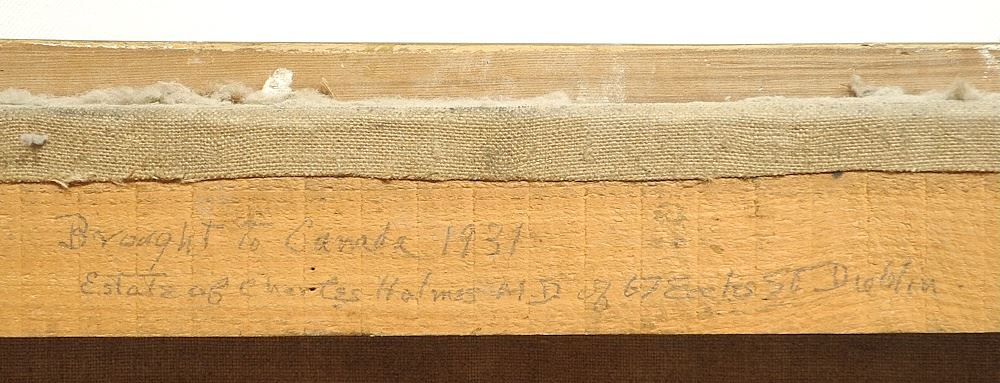 Brought to Canada 1931
Estate of Charles Holmes M.D of 67 Eccles St Dublin.